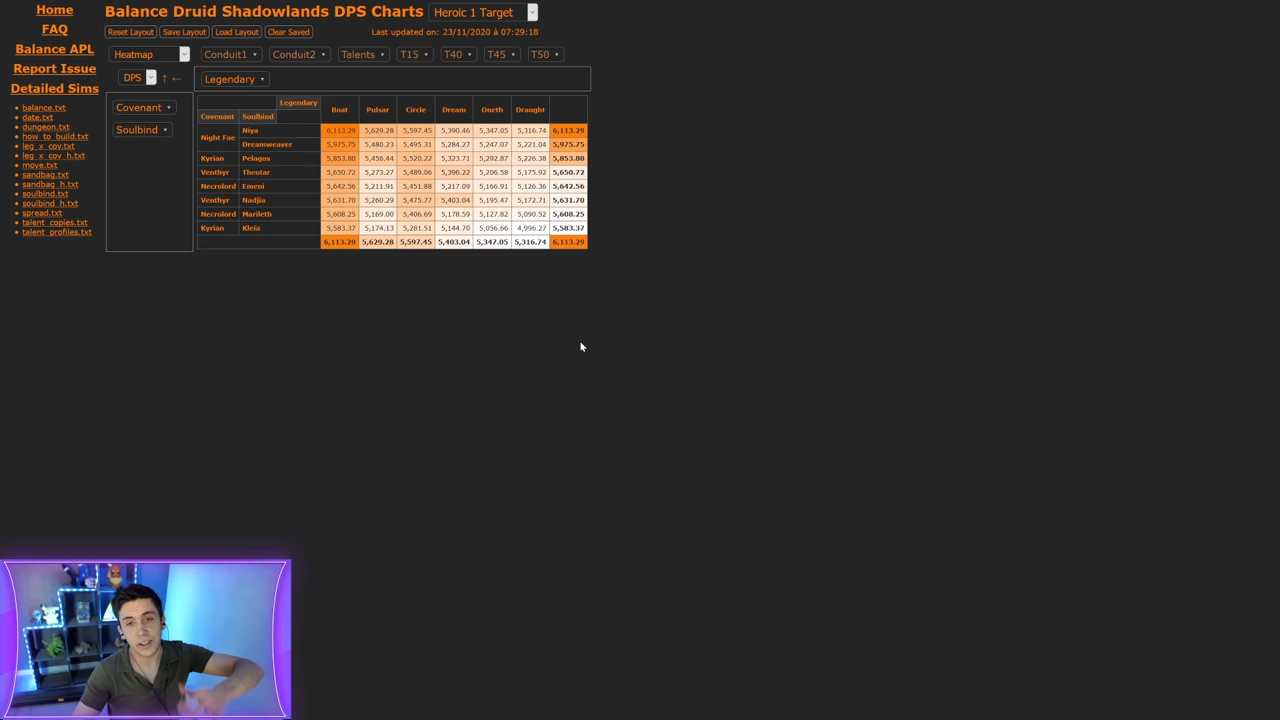 Home
FAQ
Balance APL
Report Issue
Detailed Sims
balance.txt
date.txt
dungeon.txt
how_to_build.txt
leg_x_cov.txt
leg_x_cov_h.txt
move.txt
sandbag.txt
sandbag_h.txt
soulbind.txt
soulbind_h.txt
spread.txt
talent_copies.txt
talent_profiles.txt
Balance Druid Shadowlands DPS Charts Heroic 1 Target
Reset Layout Save Layout Load Layout Clear Saved Last updated on: 23/11/2020 à 07:29:18
Heatmap Conduit1 Conduit2 Talents T15 T40 T45 T50
DPS ↑ ← Legendary
Covenant
Soulbind
Legendary Boat Pulsar Circle Dream Oneth Draught
Covenant Soulbind
Night Fae Niya 6,113.29 5,629.28 5,597.45 5,390.46 5,347.05 5,316.74 6,113.29
Dreamweaver 5,975.75 5,480.23 5,495.31 5,284.27 5,247.07 5,221.04 5,975.75
Kyrian Pelagos 5,853.80 5,456.44 5,520.22 5,323.71 5,292.87 5,226.38 5,853.80
Venthyr Theotar 5,650.72 5,273.27 5,489.06 5,396.22 5,206.58 5,175.92 5,650.72
Necrolord Emeni 5,642.56 5,211.91 5,451.88 5,217.09 5,166.91 5,126.36 5,642.56
Venthyr Nadjia 5,631.70 5,260.29 5,475.77 5,403.04 5,195.47 5,172.71 5,631.70
Necrolord Marileth 5,608.25 5,169.00 5,406.69 5,178.59 5,127.82 5,090.52 5,608.25
Kyrian Kleia 5,583.37 5,174.13 5,281.51 5,144.70 5,056.66 4,996.27 5,583.37
6,113.29 5,629.28 5,597.45 5,403.04 5,347.05 5,316.74 6,113.29